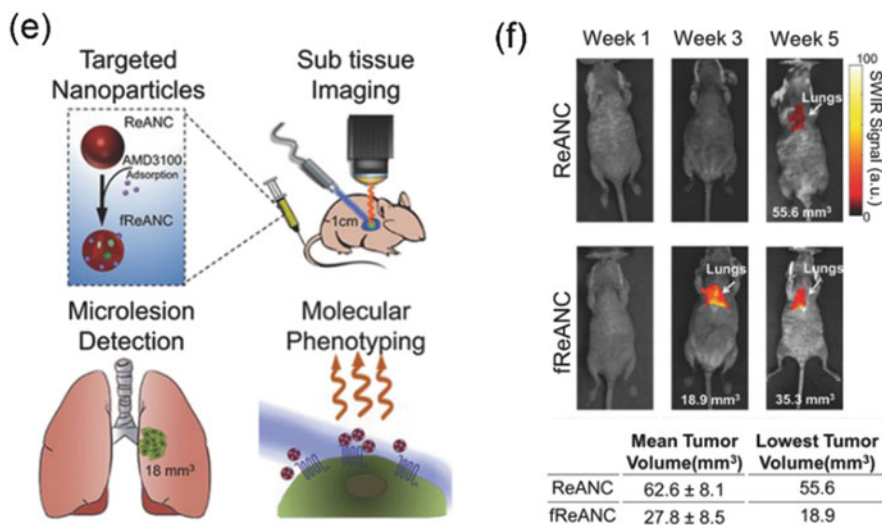 (e)
Targeted
Nanoparticles
ReANC
AMD3100
Adsorption
fReANC
Sub tissue
Imaging
~1cm
Microlesion
Detection
18 mm³
Molecular
Phenotyping
(f)
Week 1 Week 3 Week 5
ReANC
Lungs
55.6 mm³
100
SWIR Signal (a.u.)
0
fReANC
Lungs
18.9 mm³
Lungs
35.3 mm³
Mean Tumor Lowest Tumor
Volume(mm³) Volume(mm³)
ReANC 62.6 ± 8.1 55.6
fReANC 27.8 ± 8.5 18.9